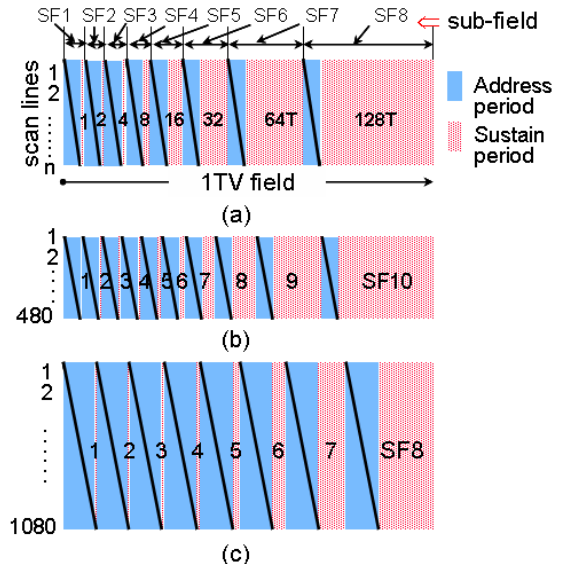 SF1 SF2 SF3 SF4 SF5 SF6 SF7 SF8 ⇐ sub-field
scan lines
1
2
n
1 2 4 8 16 32 64T 128T
Address period
Sustain period
1TV field
(a)
1
2
480
1 2 3 4 5 6 7 8 9 SF10
(b)
1
2
1080
1 2 3 4 5 6 7 SF8
(c)